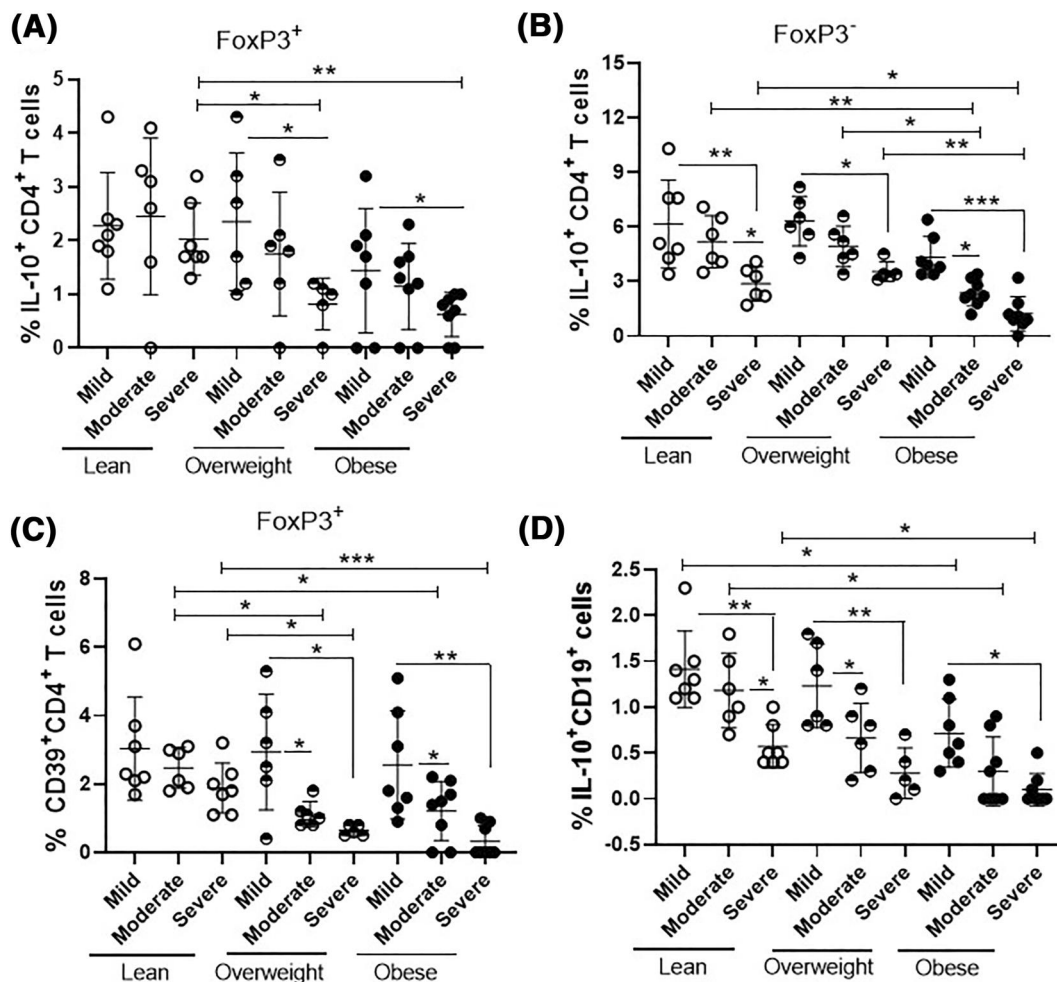 (A)
FoxP3+
% IL-10+ CD4+ T cells
5
4
3
2
1
0
**
*
*
*
Mild
Moderate
Severe
Mild
Moderate
Severe
Mild
Moderate
Severe
Lean
Overweight
Obese
(B)
FoxP3-
% IL-10+ CD4+ T cells
15
12
9
6
3
0
*
**
*
**
**
*
***
*
*
Mild
Moderate
Severe
Mild
Moderate
Severe
Mild
Moderate
Severe
Lean
Overweight
Obese
(C)
FoxP3+
% CD39+CD4+ T cells
8
6
4
2
0
***
*
*
*
*
**
*
*
Mild
Moderate
Severe
Mild
Moderate
Severe
Mild
Moderate
Severe
Lean
Overweight
Obese
(D)
% IL-10+CD19+ cells
2.5
2.0
1.5
1.0
0.5
0.0
-0.5
*
*
*
**
**
*
*
*
Mild
Moderate
Severe
Mild
Moderate
Severe
Mild
Moderate
Severe
Lean
Overweight
Obese